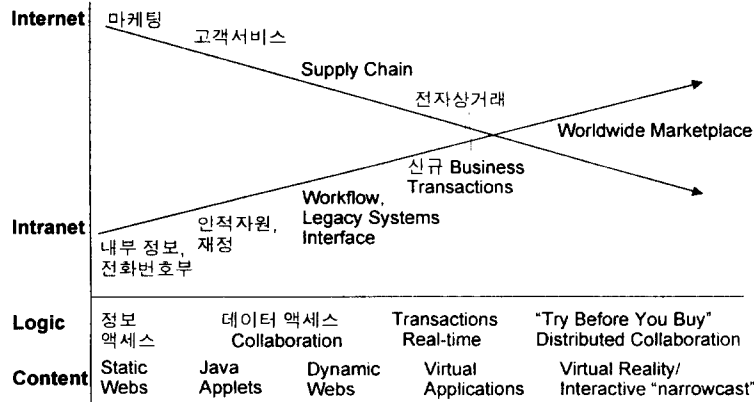 Internet
마케팅
고객서비스
Supply Chain
전자상거래
Worldwide Marketplace
신규 Business
Transactions
Workflow,
Legacy Systems
Interface
인적자원,
재정
Intranet
내부 정보,
전화번호부
Logic
정보
액세스
데이터 액세스
Collaboration
Transactions
Real-time
"Try Before You Buy"
Distributed Collaboration
Content
Static
Webs
Java
Applets
Dynamic
Webs
Virtual
Applications
Virtual Reality/
Interactive "narrowcast"